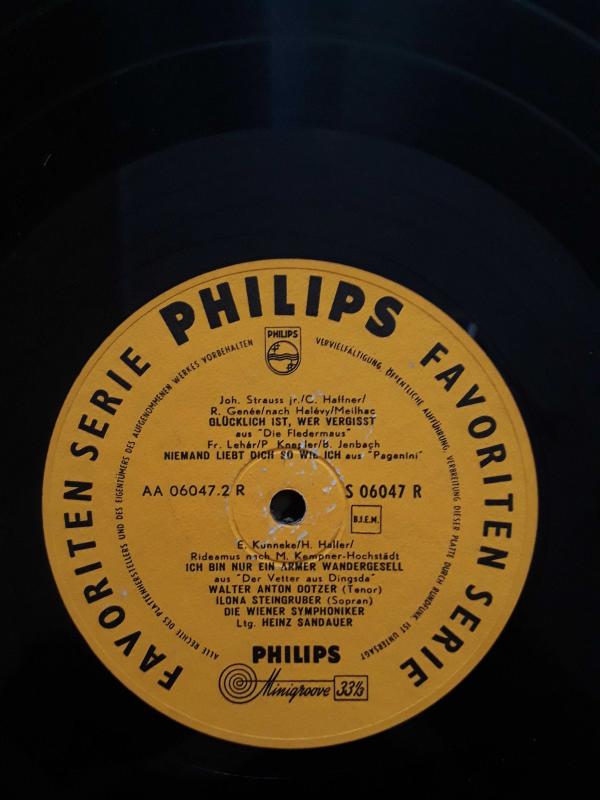 FAVORITEN SERIE PHILIPS FAVORITEN SERIE
ALLE RECHTE DES PLATTENHERSTELLERS UND DES EIGENTÜMERS DES AUFGENOMMENEN WERKES VORBEHALTEN
VERVIELFÄLTIGUNG, ÖFFENTLICHE AUFFÜHRUNG, VERBREITUNG DIESER PLATTE DURCH RUNDFUNK IST UNTERSAGT
PHILIPS
Joh. Strauss jr./C. Haffner/
R. Genée/nach Halévy/Meilhac
GLÜCKLICH IST, WER VERGISST
aus "Die Fledermaus"
Fr. Lehár/P. Knepler/B. Jenbach
NIEMAND LIEBT DICH SO WIE ICH aus "Paganini"
AA 06047.2 R
S 06047 R
B.I.E.M.
E. Künneke/H. Haller/
Rideamus nach M. Kempner-Hochstädt
ICH BIN NUR EIN ARMER WANDERGESELL
aus "Der Vetter aus Dingsda"
WALTER ANTON DOTZER (Tenor)
ILONA STEINGRUBER (Sopran)
DIE WIENER SYMPHONIKER
Ltg. HEINZ SANDAUER
PHILIPS
Minigroove 33⅓